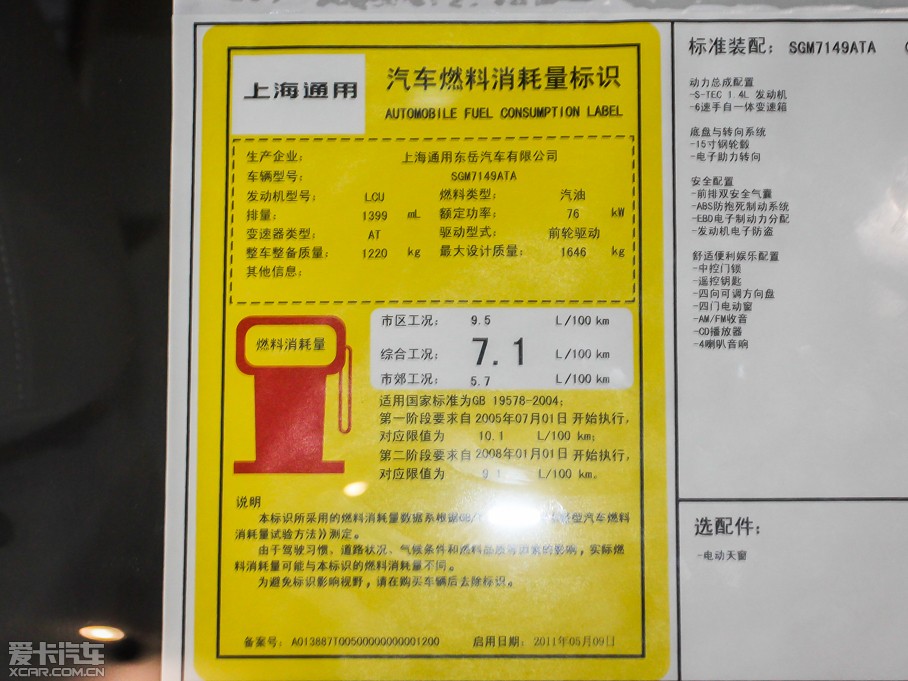 上海通用
汽车燃料消耗量标识
AUTOMOBILE FUEL CONSUMPTION LABEL
生产企业: 上海通用东岳汽车有限公司
车辆型号: SGM7149ATA
发动机型号: LCU 燃料类型: 汽油
排量: 1399 mL 额定功率: 76 kW
变速器类型: AT 驱动型式: 前轮驱动
整车整备质量: 1220 kg 最大设计质量: 1646 kg
其他信息:
燃料消耗量
市区工况: 9.5 L/100 km
综合工况: 7.1 L/100 km
市郊工况: 5.7 L/100 km
适用国家标准为GB 19578-2004;
第一阶段要求自2005年07月01日 开始执行,
对应限值为 10.1 L/100 km;
第二阶段要求自2008年01月01日 开始执行,
对应限值为 9.1 L/100 km.
说明
本标识所采用的燃料消耗量数据系根据GB/ 型汽车燃料
消耗量试验方法》测定。
由于驾驶习惯、道路状况、气候条件和燃料品质等因素的影响,实际燃
料消耗量可能与本标识的燃料消耗量不同。
为避免标识影响视野,请在购买车辆后去除标识。
备案号: A013887T00500000000001200 启用日期: 2011年05月09日
标准装配: SGM7149ATA
动力总成配置
-S-TEC 1.4L 发动机
-6速手自一体变速箱
底盘与转向系统
-15寸钢轮毂
-电子助力转向
安全配置
-前排双安全气囊
-ABS防抱死制动系统
-EBD电子制动力分配
-发动机电子防盗
舒适便利娱乐配置
-中控门锁
-遥控钥匙
-四向可调方向盘
-四门电动窗
-AM/FM收音
-CD播放器
-4喇叭音响
选配件:
-电动天窗
爱卡汽车
XCAR.COM.CN